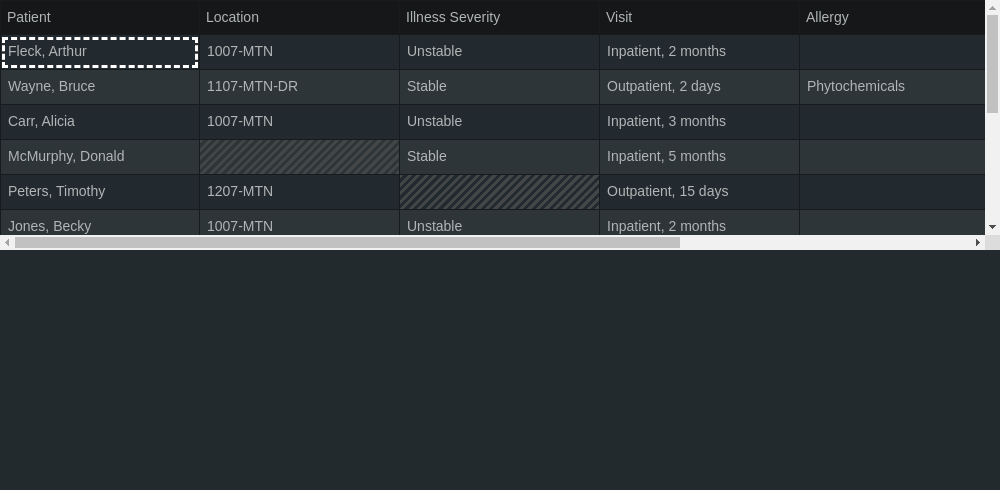 Patient Location Illness Severity Visit Allergy
Fleck, Arthur 1007-MTN Unstable Inpatient, 2 months
Wayne, Bruce 1107-MTN-DR Stable Outpatient, 2 days Phytochemicals
Carr, Alicia 1007-MTN Unstable Inpatient, 3 months
McMurphy, Donald Stable Inpatient, 5 months
Peters, Timothy 1207-MTN Outpatient, 15 days
Jones, Becky 1007-MTN Unstable Inpatient, 2 months